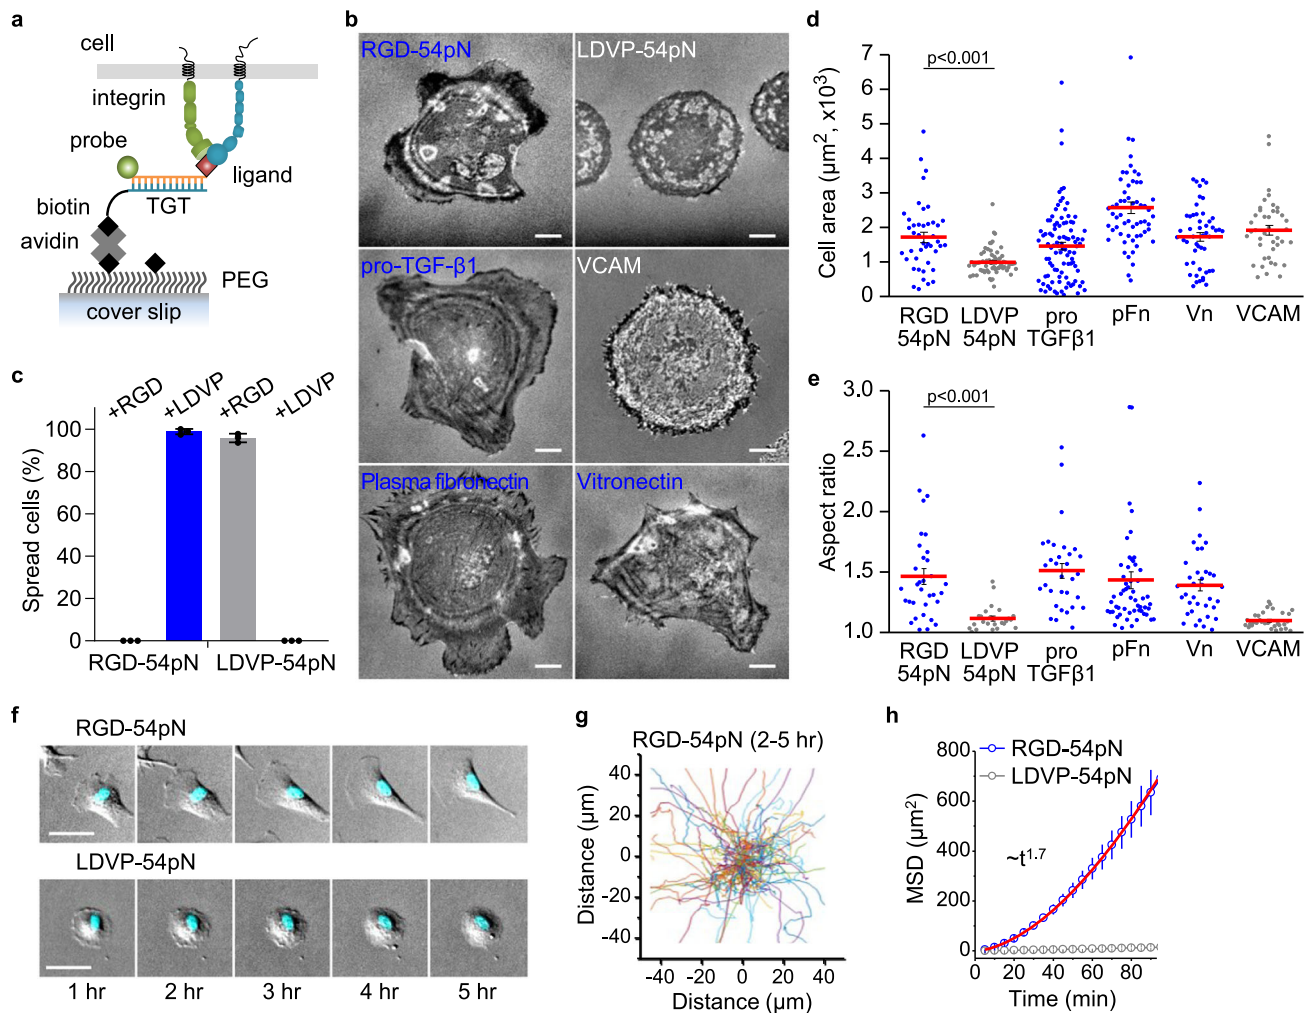 a
cell
integrin
probe
ligand
TGT
biotin
avidin
PEG
cover slip
b
RGD-54pN
LDVP-54pN
pro-TGF-β1
VCAM
Plasma fibronectin
Vitronectin
c
+RGD
+LDVP
+RGD
+LDVP
Spread cells (%)
100
80
60
40
20
0
RGD-54pN
LDVP-54pN
d
Cell area (µm², x10³)
7
6
5
4
3
2
1
0
p<0.001
RGD 54pN
LDVP 54pN
pro TGFβ1
pFn
Vn
VCAM
e
Aspect ratio
3.0
2.5
2.0
1.5
1.0
p<0.001
RGD 54pN
LDVP 54pN
pro TGFβ1
pFn
Vn
VCAM
f
RGD-54pN
LDVP-54pN
1 hr
2 hr
3 hr
4 hr
5 hr
g
RGD-54pN (2-5 hr)
Distance (µm)
40
20
0
-20
-40
-40
-20
0
20
40
Distance (µm)
h
MSD (µm²)
800
600
400
200
0
RGD-54pN
LDVP-54pN
~t¹·⁷
0
20
40
60
80
Time (min)